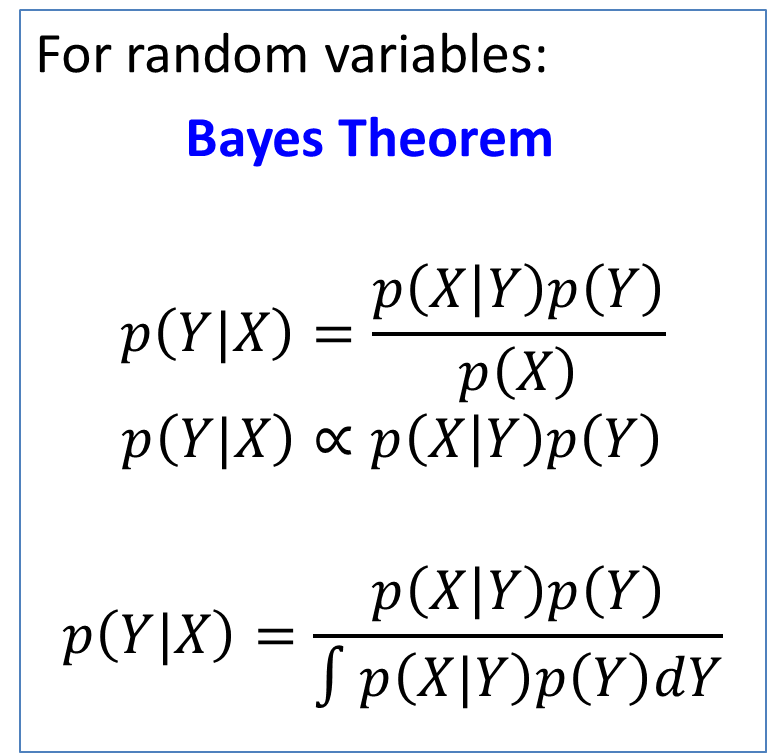 For random variables:
Bayes Theorem
p(Y|X) = p(X|Y)p(Y) / p(X)
p(Y|X) ∝ p(X|Y)p(Y)
p(Y|X) = p(X|Y)p(Y) / ∫ p(X|Y)p(Y)dY